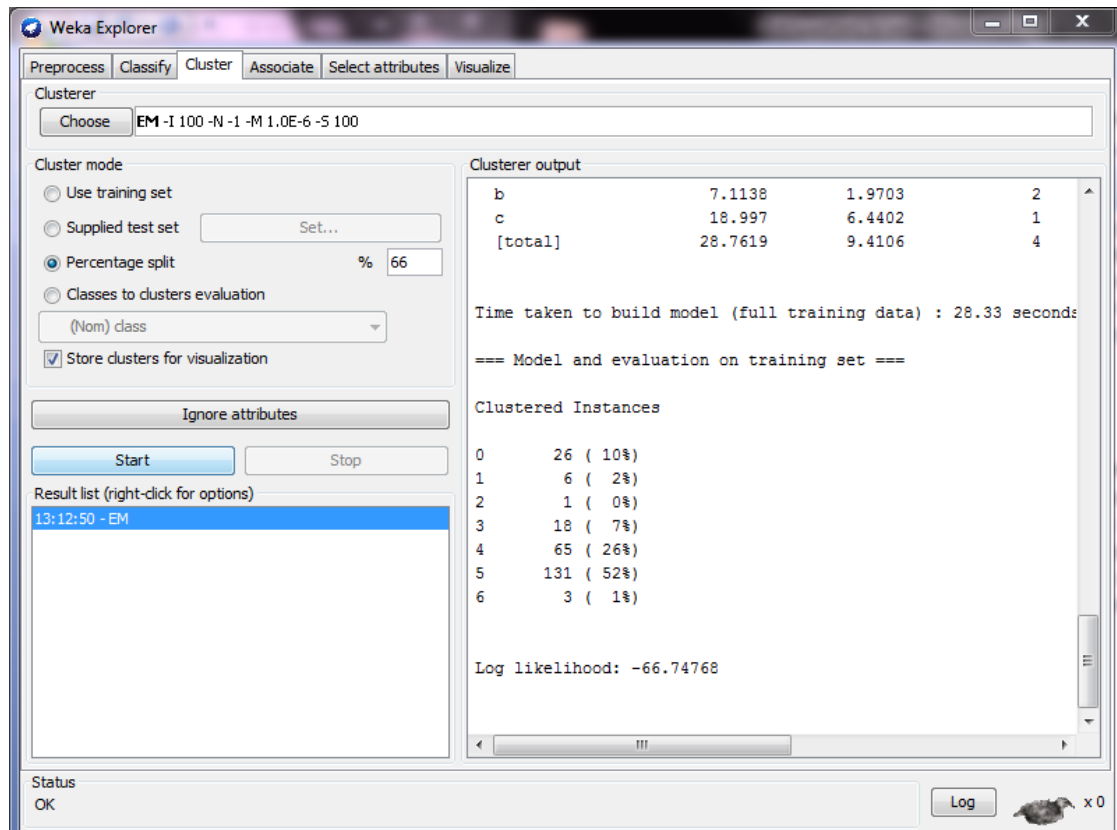 Weka Explorer
Preprocess Classify Cluster Associate Select attributes Visualize
Clusterer
Choose EM -I 100 -N -1 -M 1.0E-6 -S 100
Cluster mode
Use training set
Supplied test set Set...
Percentage split % 66
Classes to clusters evaluation
(Nom) class
Store clusters for visualization
Ignore attributes
Start Stop
Result list (right-click for options)
13:12:50 - EM
Clusterer output
b 7.1138 1.9703 2
c 18.997 6.4402 1
[total] 28.7619 9.4106 4
Time taken to build model (full training data) : 28.33 seconds
=== Model and evaluation on training set ===
Clustered Instances
0 26 ( 10%)
1 6 ( 2%)
2 1 ( 0%)
3 18 ( 7%)
4 65 ( 26%)
5 131 ( 52%)
6 3 ( 1%)
Log likelihood: -66.74768
Status
OK
Log x 0